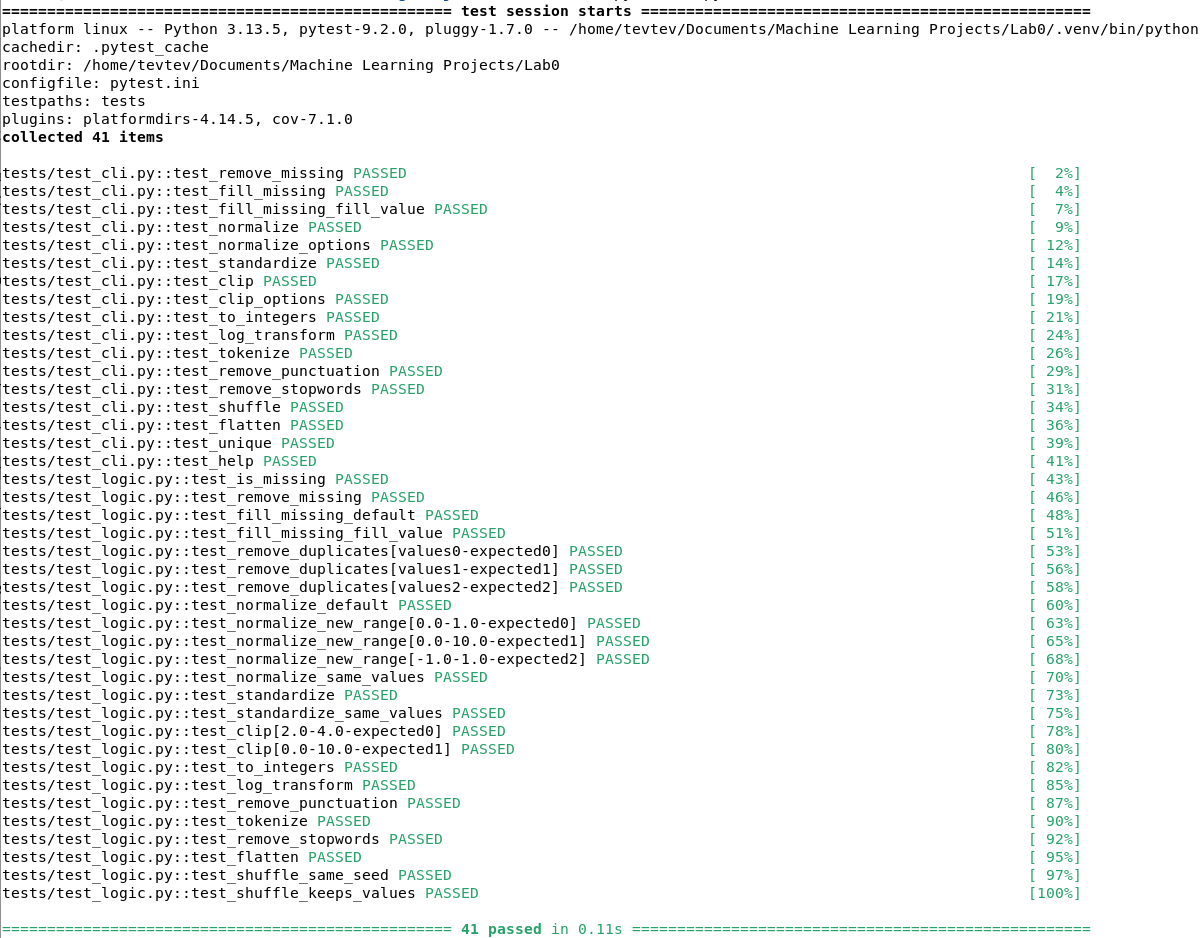 ================================================== test session starts ===================================================
platform linux -- Python 3.13.5, pytest-9.2.0, pluggy-1.7.0 -- /home/tevtev/Documents/Machine Learning Projects/Lab0/.venv/bin/python
cachedir: .pytest_cache
rootdir: /home/tevtev/Documents/Machine Learning Projects/Lab0
configfile: pytest.ini
testpaths: tests
plugins: platformdirs-4.14.5, cov-7.1.0
collected 41 items
tests/test_cli.py::test_remove_missing PASSED [  2%]
tests/test_cli.py::test_fill_missing PASSED [  4%]
tests/test_cli.py::test_fill_missing_fill_value PASSED [  7%]
tests/test_cli.py::test_normalize PASSED [  9%]
tests/test_cli.py::test_normalize_options PASSED [ 12%]
tests/test_cli.py::test_standardize PASSED [ 14%]
tests/test_cli.py::test_clip PASSED [ 17%]
tests/test_cli.py::test_clip_options PASSED [ 19%]
tests/test_cli.py::test_to_integers PASSED [ 21%]
tests/test_cli.py::test_log_transform PASSED [ 24%]
tests/test_cli.py::test_tokenize PASSED [ 26%]
tests/test_cli.py::test_remove_punctuation PASSED [ 29%]
tests/test_cli.py::test_remove_stopwords PASSED [ 31%]
tests/test_cli.py::test_shuffle PASSED [ 34%]
tests/test_cli.py::test_flatten PASSED [ 36%]
tests/test_cli.py::test_unique PASSED [ 39%]
tests/test_cli.py::test_help PASSED [ 41%]
tests/test_logic.py::test_is_missing PASSED [ 43%]
tests/test_logic.py::test_remove_missing PASSED [ 46%]
tests/test_logic.py::test_fill_missing_default PASSED [ 48%]
tests/test_logic.py::test_fill_missing_fill_value PASSED [ 51%]
tests/test_logic.py::test_remove_duplicates[values0-expected0] PASSED [ 53%]
tests/test_logic.py::test_remove_duplicates[values1-expected1] PASSED [ 56%]
tests/test_logic.py::test_remove_duplicates[values2-expected2] PASSED [ 58%]
tests/test_logic.py::test_normalize_default PASSED [ 60%]
tests/test_logic.py::test_normalize_new_range[0.0-1.0-expected0] PASSED [ 63%]
tests/test_logic.py::test_normalize_new_range[0.0-10.0-expected1] PASSED [ 65%]
tests/test_logic.py::test_normalize_new_range[-1.0-1.0-expected2] PASSED [ 68%]
tests/test_logic.py::test_normalize_same_values PASSED [ 70%]
tests/test_logic.py::test_standardize PASSED [ 73%]
tests/test_logic.py::test_standardize_same_values PASSED [ 75%]
tests/test_logic.py::test_clip[2.0-4.0-expected0] PASSED [ 78%]
tests/test_logic.py::test_clip[0.0-10.0-expected1] PASSED [ 80%]
tests/test_logic.py::test_to_integers PASSED [ 82%]
tests/test_logic.py::test_log_transform PASSED [ 85%]
tests/test_logic.py::test_remove_punctuation PASSED [ 87%]
tests/test_logic.py::test_tokenize PASSED [ 90%]
tests/test_logic.py::test_remove_stopwords PASSED [ 92%]
tests/test_logic.py::test_flatten PASSED [ 95%]
tests/test_logic.py::test_shuffle_same_seed PASSED [ 97%]
tests/test_logic.py::test_shuffle_keeps_values PASSED [100%]
================================================== 41 passed in 0.11s ===================================================